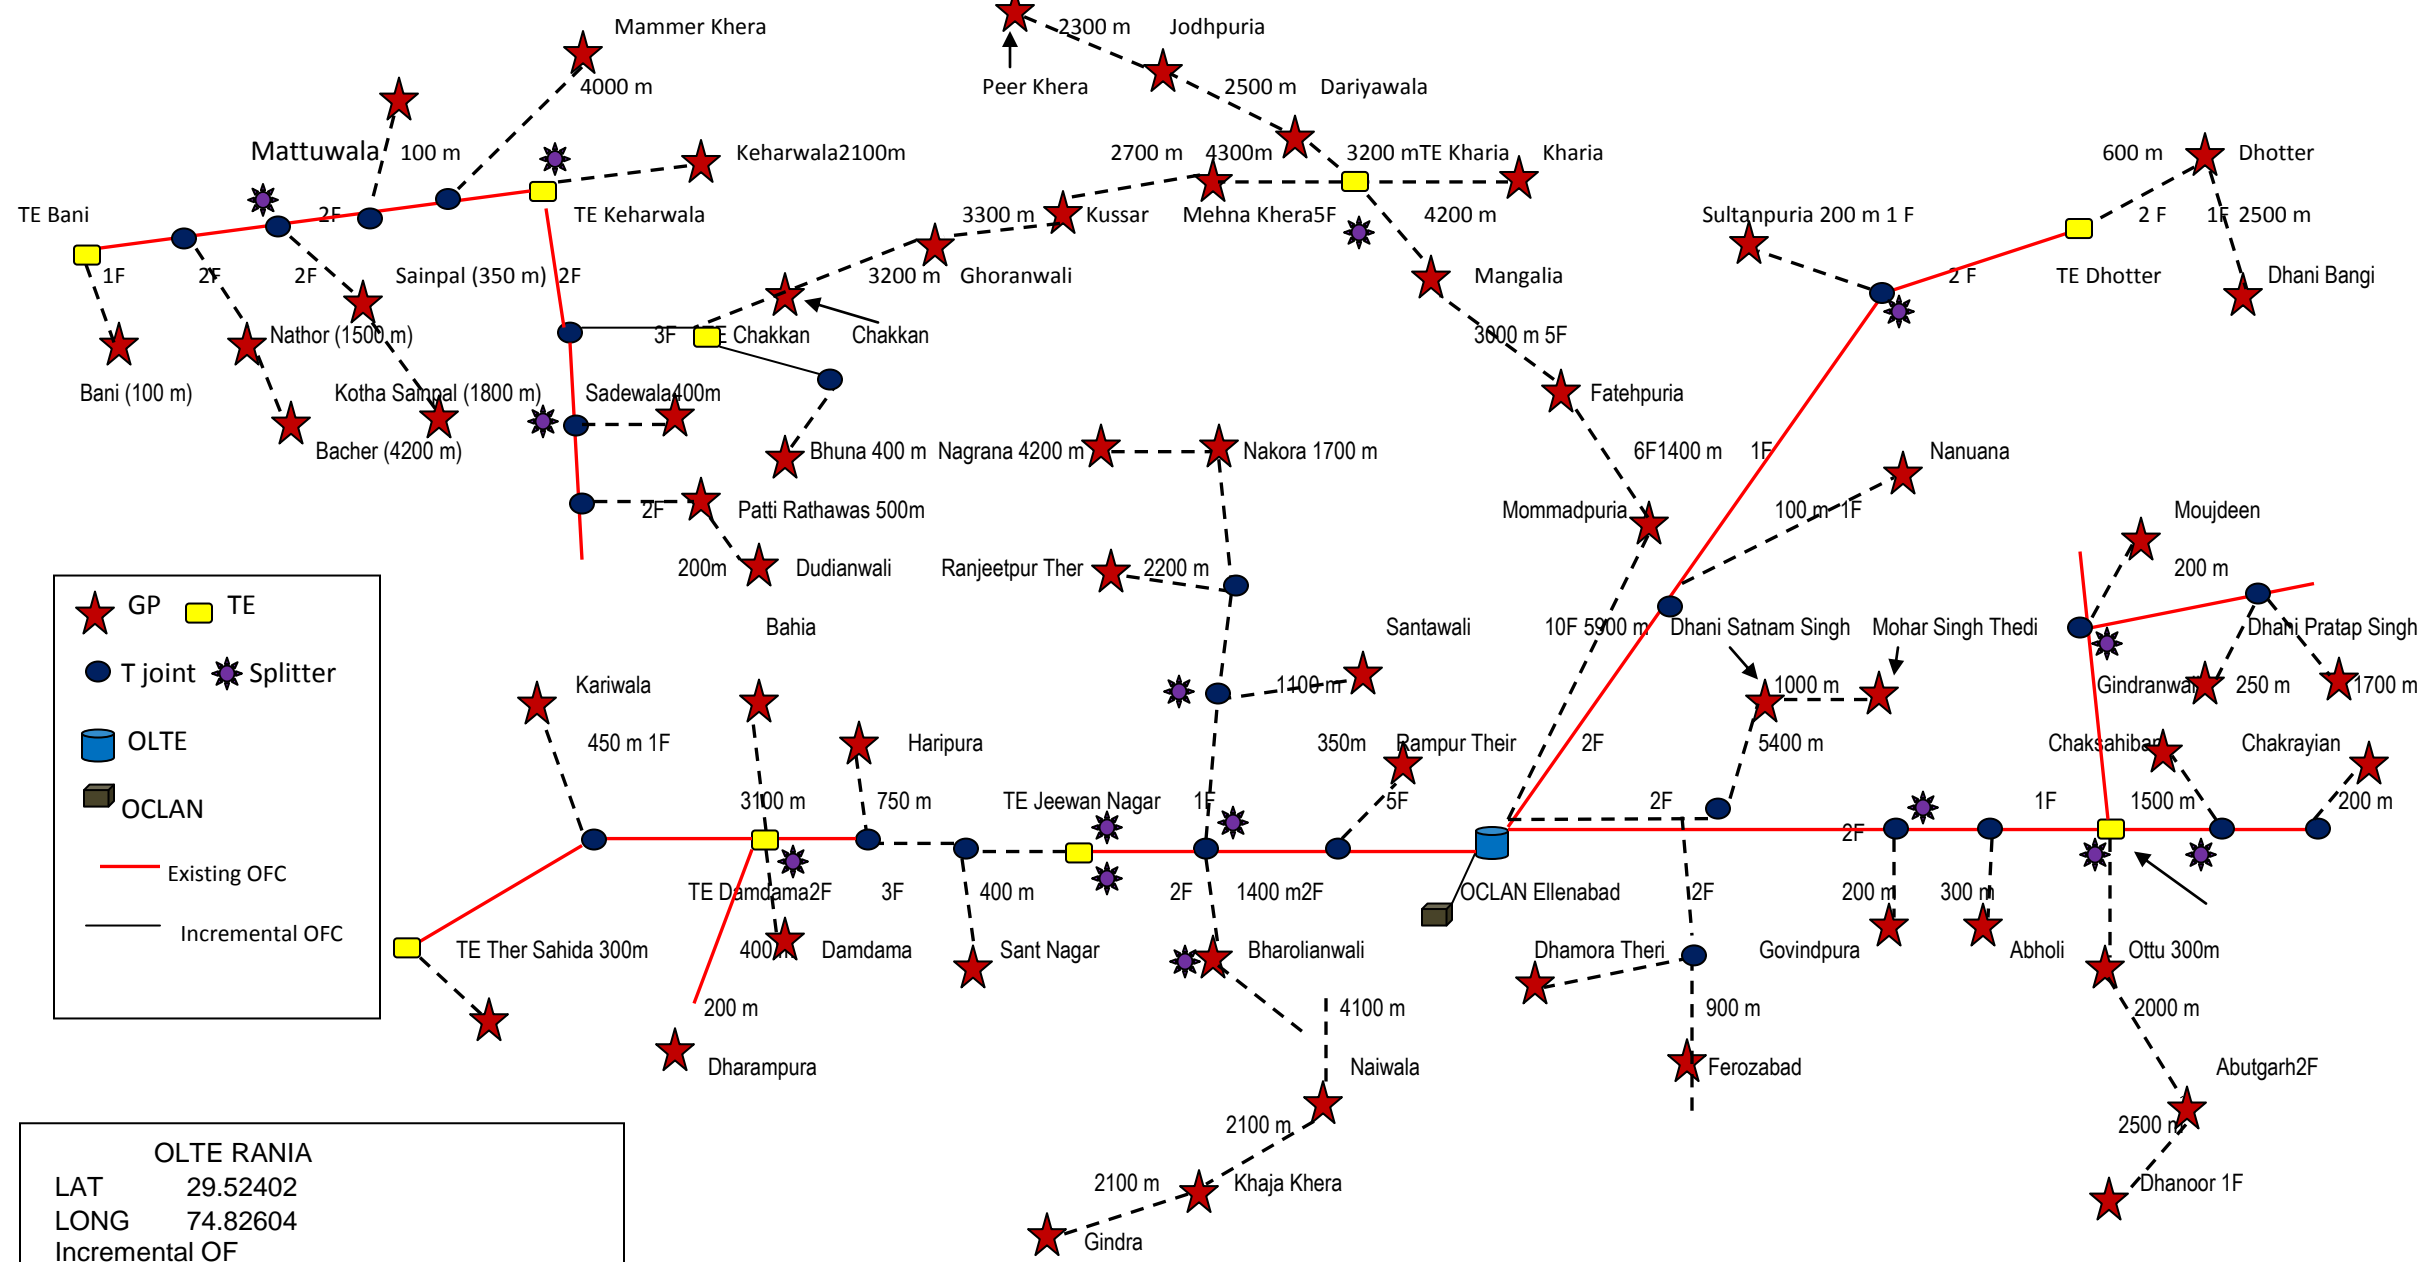 Mammer Khera
2300 m
Jodhpuria
4000 m
Peer Khera
2500 m
Dariyawala
Mattuwala
100 m
Keharwala2100m
2700 m
4300m
3200 mTE Kharia
Kharia
600 m
Dhotter
TE Bani
2F
TE Keharwala
3300 m
Kussar
Mehna Khera5F
4200 m
Sultanpuria 200 m 1 F
2 F
1F
2500 m
1F
2F
2F
Sainpal (350 m)
2F
3200 m
Ghoranwali
Mangalia
2 F
TE Dhotter
Dhani Bangi
Nathor (1500 m)
3F
TE Chakkan
Chakkan
3000 m 5F
Bani (100 m)
Kotha Sainpal (1800 m)
Sadewala400m
Fatehpuria
Bacher (4200 m)
Bhuna 400 m
Nagrana 4200 m
Nakora 1700 m
6F1400 m
1F
Nanuana
2F
Patti Rathawas 500m
Mommadpuria
100 m 1F
Moujdeen
200m
Dudianwali
Ranjeetpur Ther
2200 m
200 m
GP
TE
Bahia
Santawali
10F 5900 m
Dhani Satnam Singh
Mohar Singh Thedi
Dhani Pratap Singh
T joint
Splitter
Kariwala
1100 m
1000 m
Gindranwali
250 m
1700 m
OLTE
450 m 1F
Haripura
350m
Rampur Their
2F
5400 m
Chaksahiban
Chakrayian
OCLAN
3100 m
750 m
TE Jeewan Nagar
1F
5F
2F
1F
1500 m
200 m
2F
Existing OFC
TE Damdama2F
3F
400 m
2F
1400 m2F
OCLAN Ellenabad
2F
200 m
300 m
Incremental OFC
TE Ther Sahida 300m
400m
Damdama
Sant Nagar
Bharolianwali
Dhamora Theri
Govindpura
Abholi
Ottu 300m
200 m
4100 m
900 m
2000 m
Dharampura
Naiwala
Ferozabad
Abutgarh2F
2100 m
2500 m
OLTE RANIA
LAT 29.52402
2100 m
Khaja Khera
Dhanoor 1F
LONG 74.82604
Gindra
Incremental OF